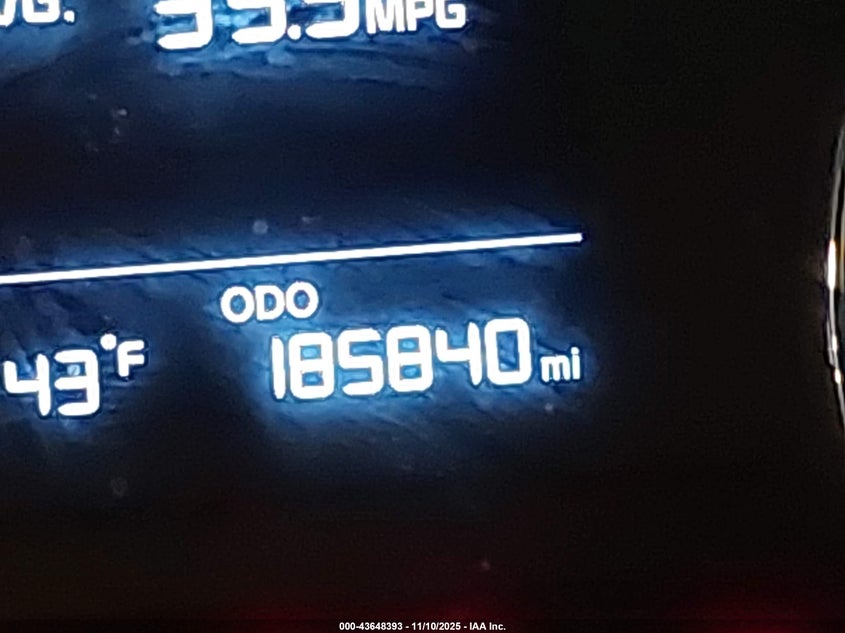 MPG
ODO
43°F 185840 mi
000-43648393 - 11/10/2025 - IAA Inc.